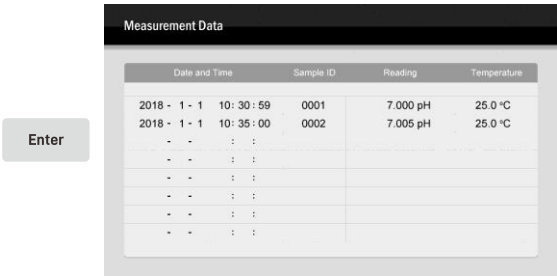 Measurement Data
Date and Time Sample ID Reading Temperature
2018 - 1 - 1 10 : 30 : 59 0001 7.000 pH 25.0 °C
2018 - 1 - 1 10 : 35 : 00 0002 7.005 pH 25.0 °C
- - : :
- - : :
- - : :
- - : :
- - : :
- - : :
Enter